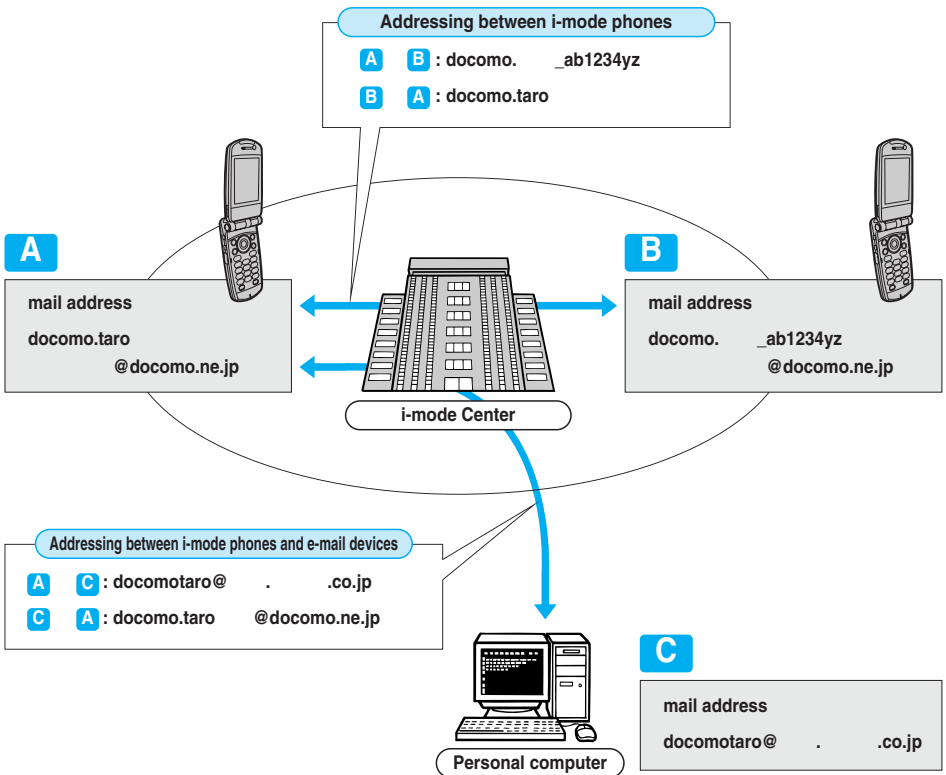 Addressing between i-mode phones
A B : docomo. _ab1234yz
B A : docomo.taro
A
mail address
docomo.taro
@docomo.ne.jp
B
mail address
docomo. _ab1234yz
@docomo.ne.jp
i-mode Center
Addressing between i-mode phones and e-mail devices
A C : docomotaro@ . .co.jp
C A : docomo.taro @docomo.ne.jp
C
mail address
docomotaro@ . .co.jp
Personal computer